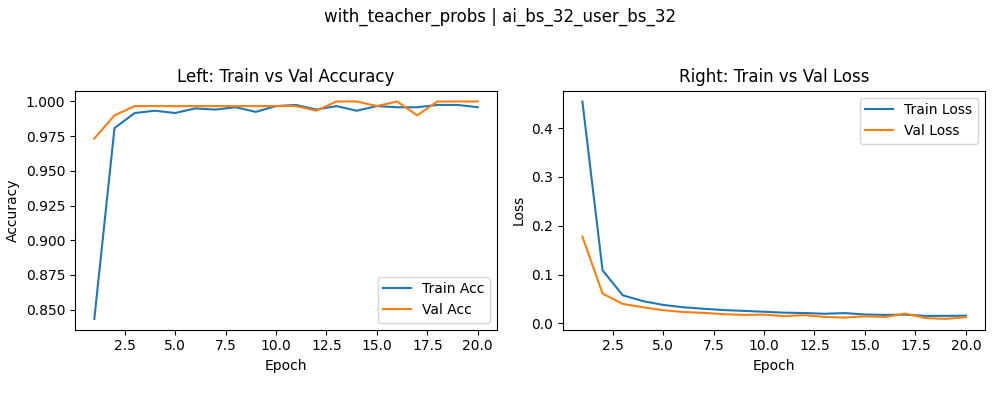 with_teacher_probs | ai_bs_32_user_bs_32
Left: Train vs Val Accuracy
1.000
0.975
0.950
0.925
0.900
0.875
0.850
Accuracy
2.5 5.0 7.5 10.0 12.5 15.0 17.5 20.0
Epoch
Train Acc
Val Acc
Right: Train vs Val Loss
0.4
0.3
0.2
0.1
0.0
Loss
2.5 5.0 7.5 10.0 12.5 15.0 17.5 20.0
Epoch
Train Loss
Val Loss